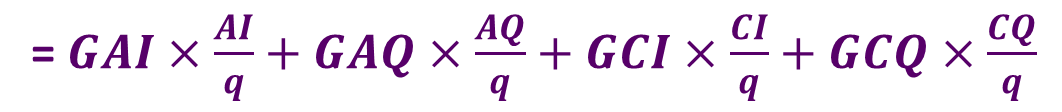 = GAI × AI/q + GAQ × AQ/q + GCI × CI/q + GCQ × CQ/q